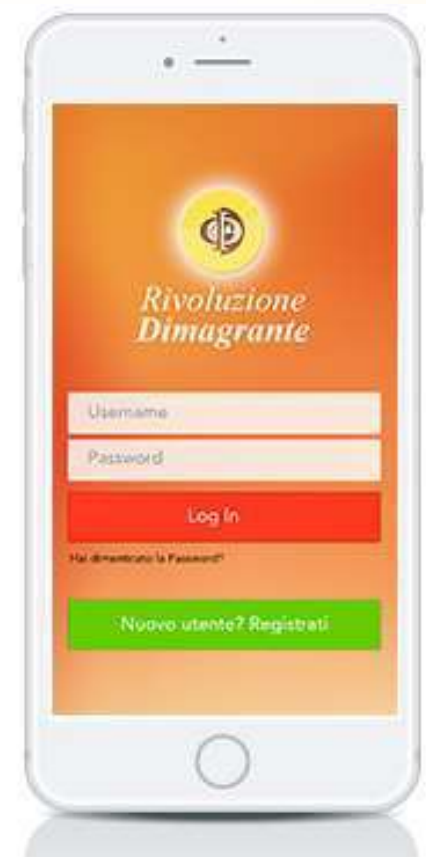 Rivoluzione
Dimagrante
Username
Password
Log In
Hai dimenticato la Password?
Nuovo utente? Registrati